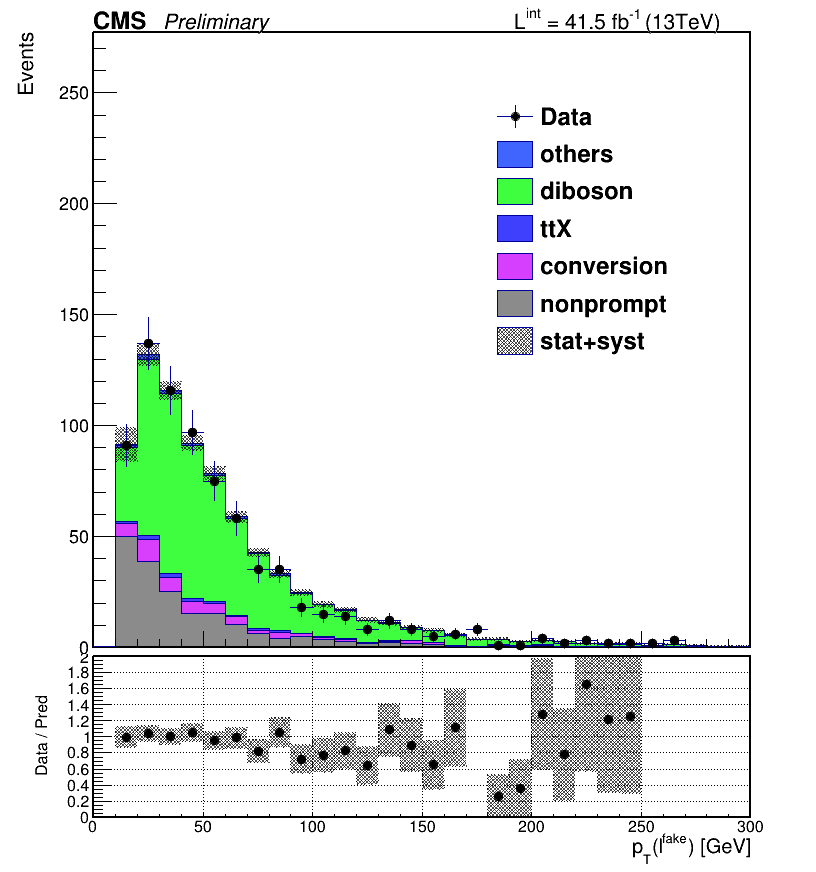 CMS Preliminary L^int = 41.5 fb^-1 (13TeV)
Events
250
200
150
100
50
0
Data
others
diboson
ttX
conversion
nonprompt
stat+syst
Data / Pred
2
1.8
1.6
1.4
1.2
1
0.8
0.6
0.4
0.2
0
0 50 100 150 200 250 300
p_T(l^fake) [GeV]